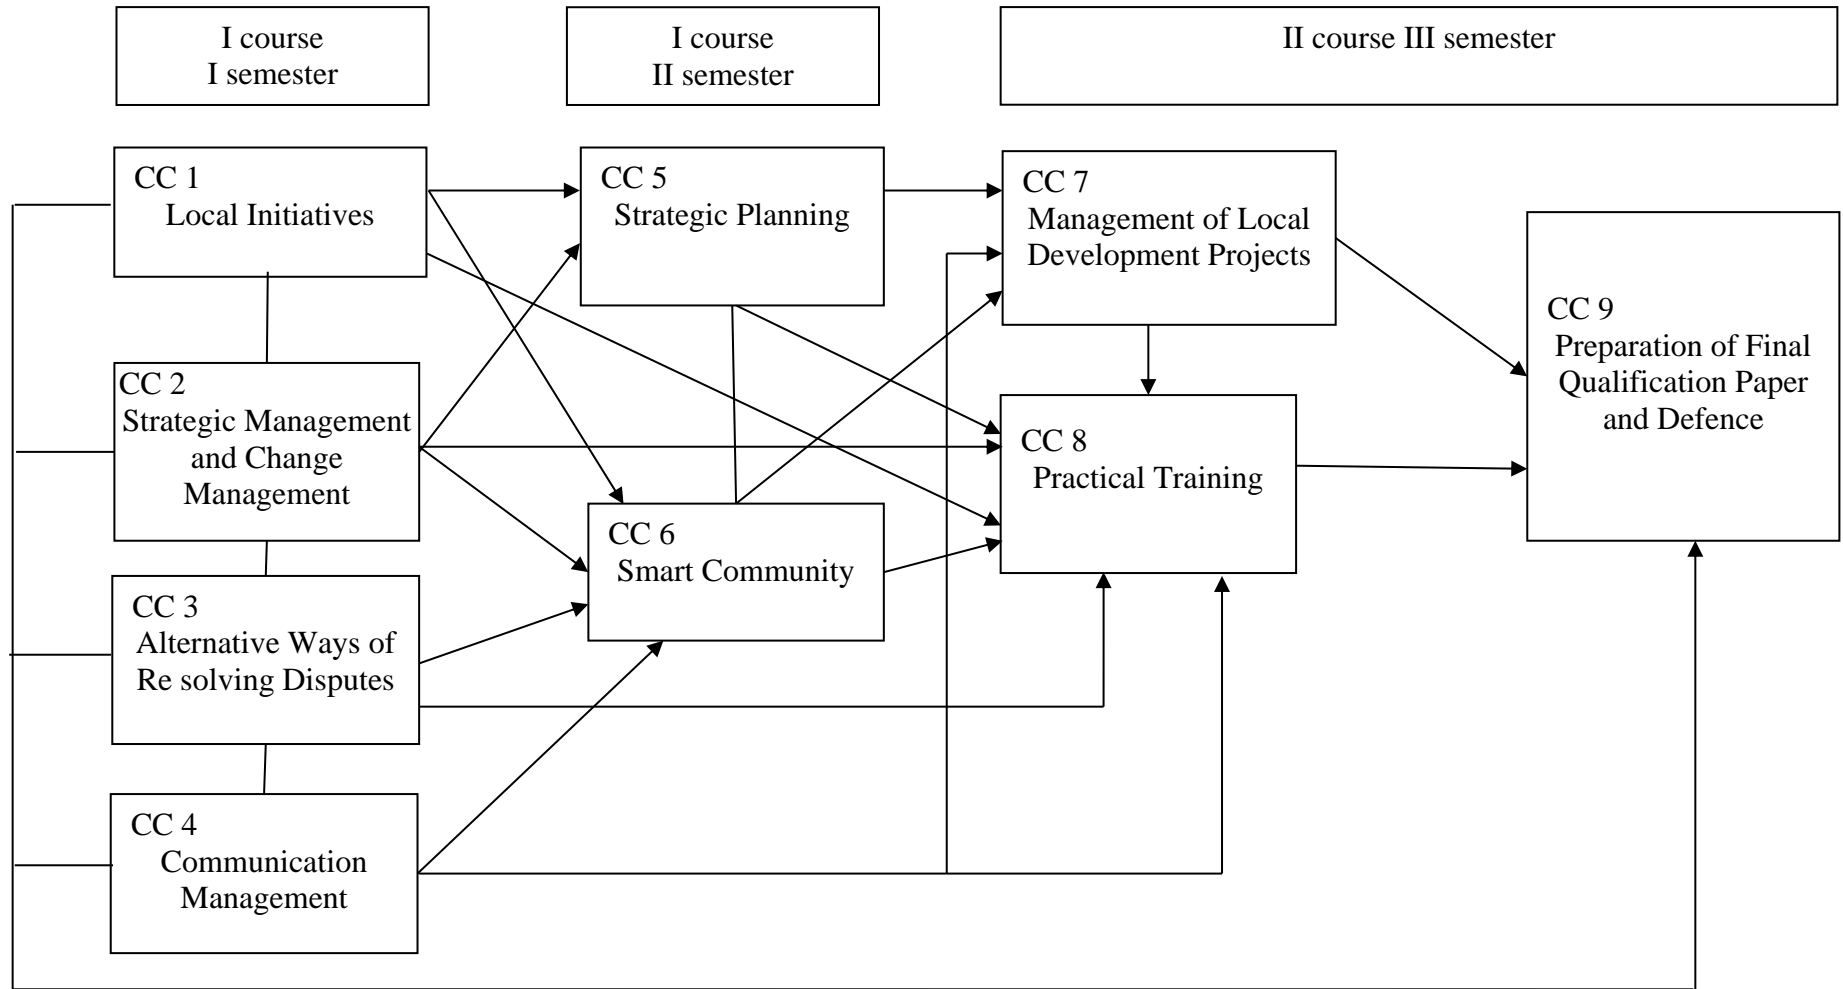 I course
I semester
I course
II semester
II course III semester
CC 1
Local Initiatives
CC 2
Strategic Management
and Change
Management
CC 3
Alternative Ways of
Re solving Disputes
CC 4
Communication
Management
CC 5
Strategic Planning
CC 6
Smart Community
CC 7
Management of Local
Development Projects
CC 8
Practical Training
CC 9
Preparation of Final
Qualification Paper
and Defence